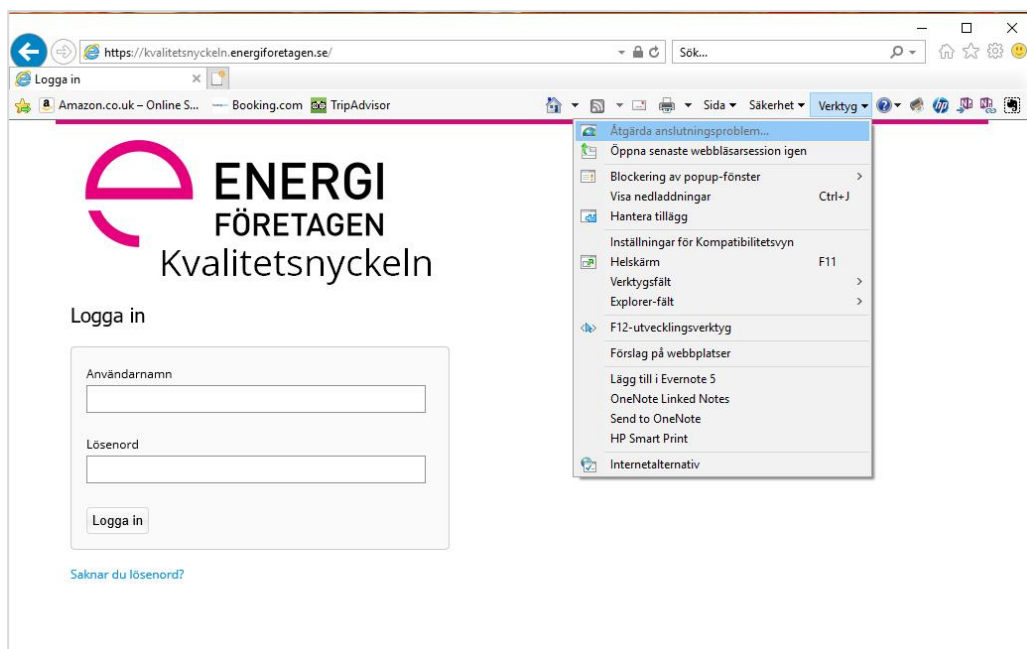 https://kvalitetsnyckeln.energiforetagen.se/
Sök...
Logga in
Amazon.co.uk – Online S...
Booking.com
TripAdvisor
Sida
Säkerhet
Verktyg
ENERGI
FÖRETAGEN
Kvalitetsnyckeln
Logga in
Användarnamn
Lösenord
Logga in
Saknar du lösenord?
Åtgärda anslutningsproblem...
Öppna senaste webbläsarsession igen
Blockering av popup-fönster
Visa nedladdningar Ctrl+J
Hantera tillägg
Inställningar för Kompatibilitetsvyn
Helskärm F11
Verktygsfält
Explorer-fält
F12-utvecklingsverktyg
Förslag på webbplatser
Lägg till i Evernote 5
OneNote Linked Notes
Send to OneNote
HP Smart Print
Internetalternativ